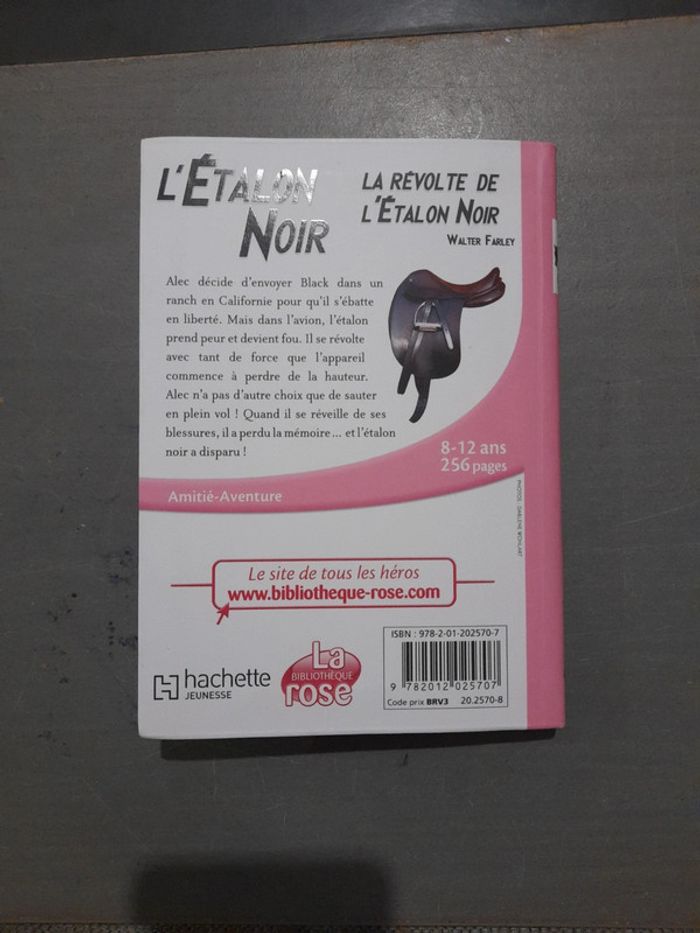 L'ÉTALON
NOIR
LA RÉVOLTE DE
L'ÉTALON NOIR
WALTER FARLEY
Alec décide d'envoyer Black dans un
ranch en Californie pour qu'il s'ébatte
en liberté. Mais dans l'avion, l'étalon
prend peur et devient fou. Il se révolte
avec tant de force que l'appareil
commence à perdre de la hauteur.
Alec n'a pas d'autre choix que de sauter
en plein vol ! Quand il se réveille de ses
blessures, il a perdu la mémoire... et l'étalon
noir a disparu !
8-12 ans
256 pages
Amitié-Aventure
Le site de tous les héros
www.bibliotheque-rose.com
hachette
JEUNESSE
La
BIBLIOTHÈQUE
rose
ISBN : 978-2-01-202570-7
9 782012 025707
Code prix BRV3 20.2570-8